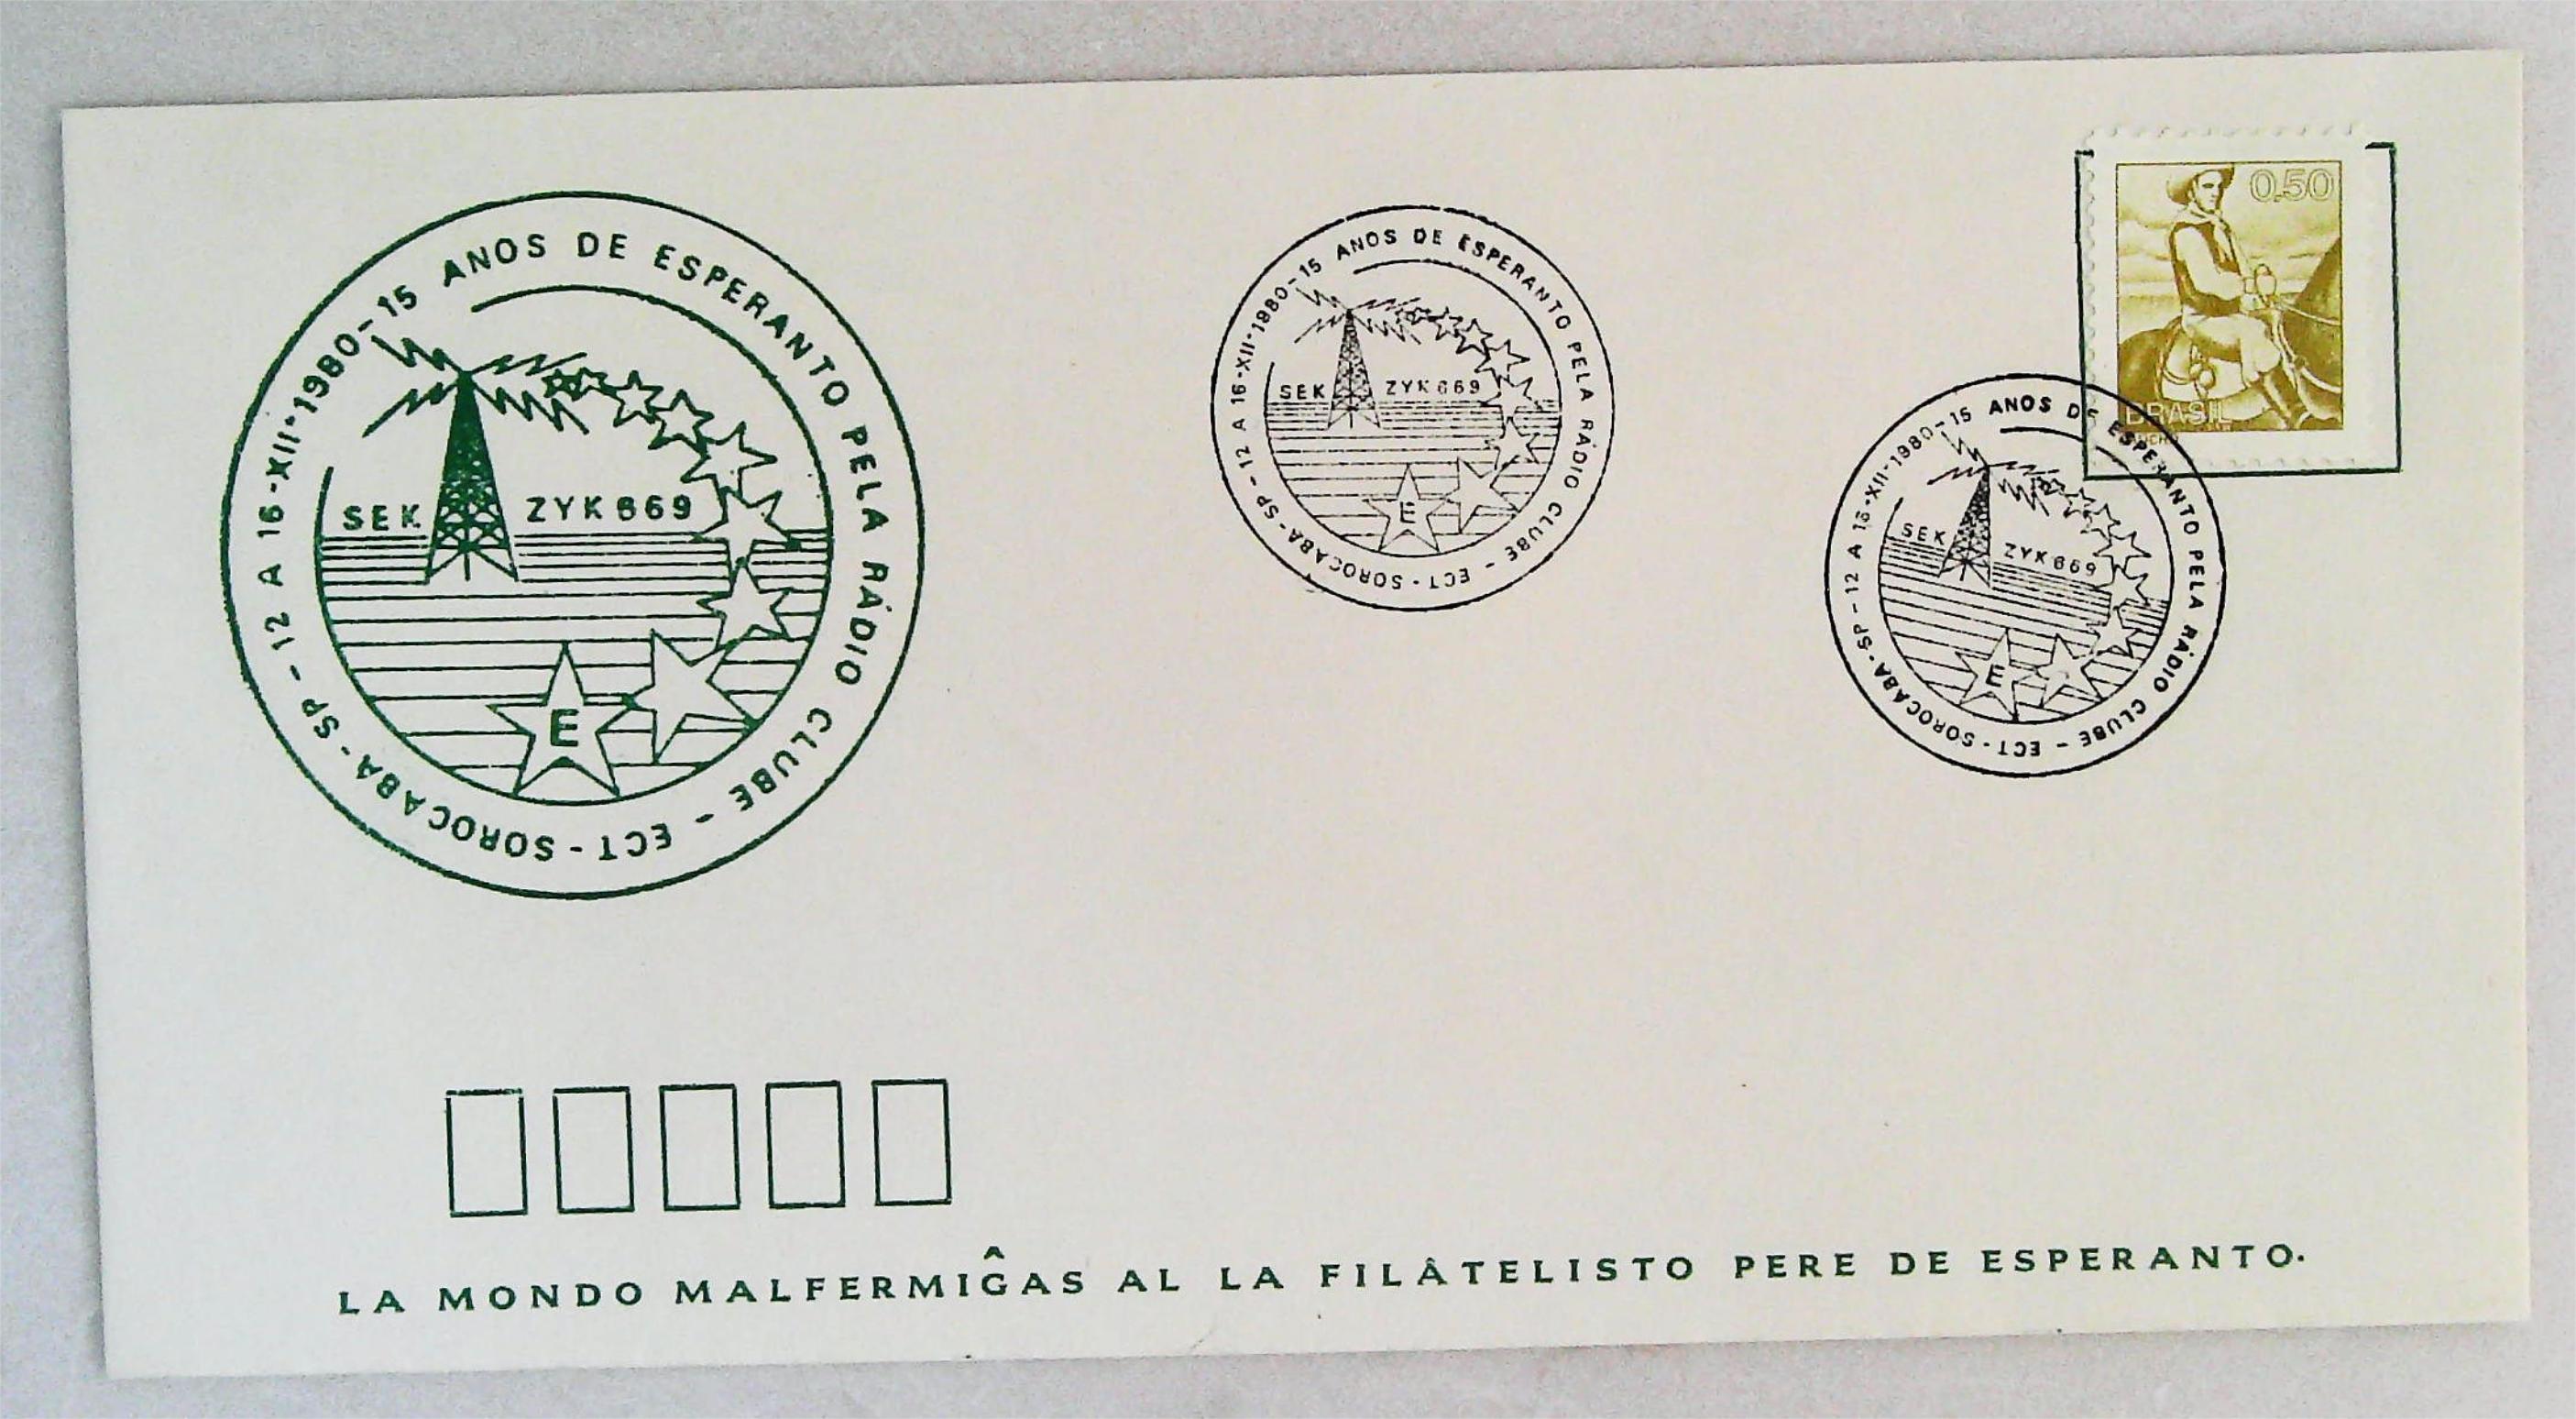 SP - 12 A 16 - XII - 1980 - 15 ANOS DE ESPERANTO PELA RÁDIO CLUBE - ECT - SOROCABA -
SEK ZYK 669
E
SP - 12 A 16 - XII - 1980 - 15 ANOS DE ESPERANTO PELA RÁDIO CLUBE - ECT - SOROCABA -
SEK ZYK 669
E
0,50
BRASIL
SP - 12 A 16 - XII - 1980 - 15 ANOS DE ESPERANTO PELA RÁDIO CLUBE - ECT - SOROCABA -
SEK ZYK 669
E
LA MONDO MALFERMIĜAS AL LA FILÂTELISTO PERE DE ESPERANTO.